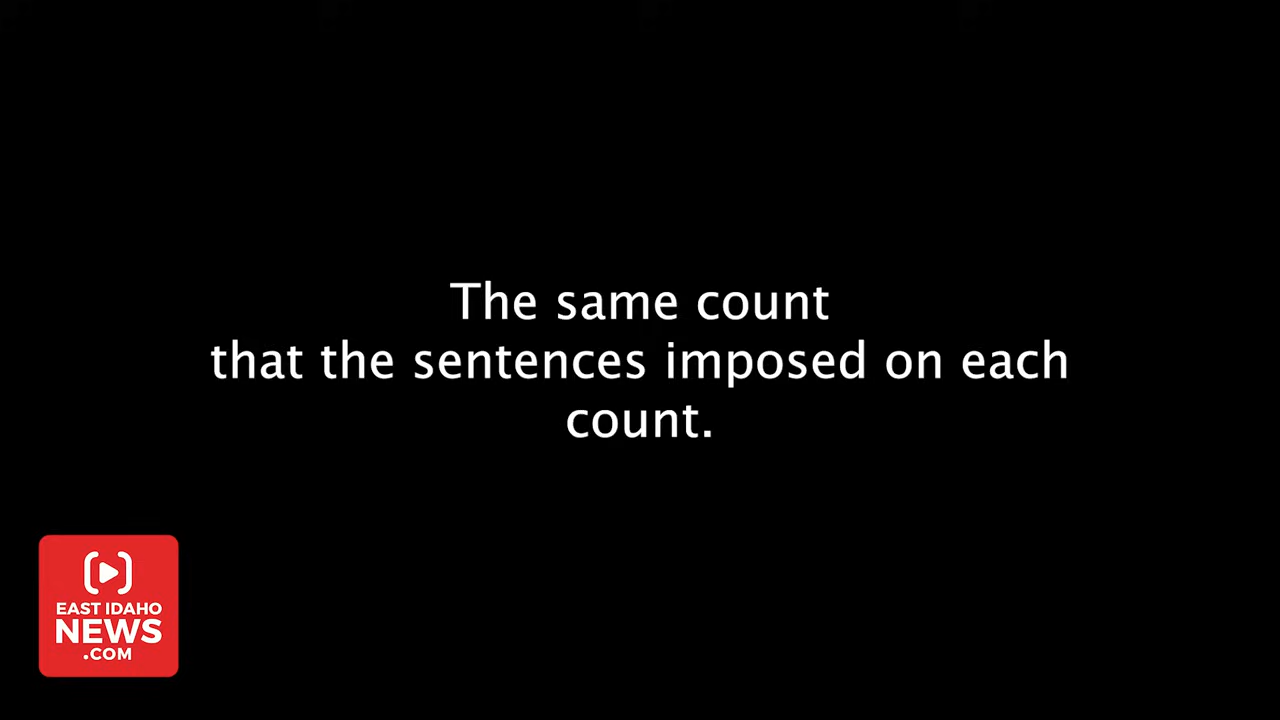 The same count
that the sentences imposed on each
count.
EAST IDAHO
NEWS
.COM